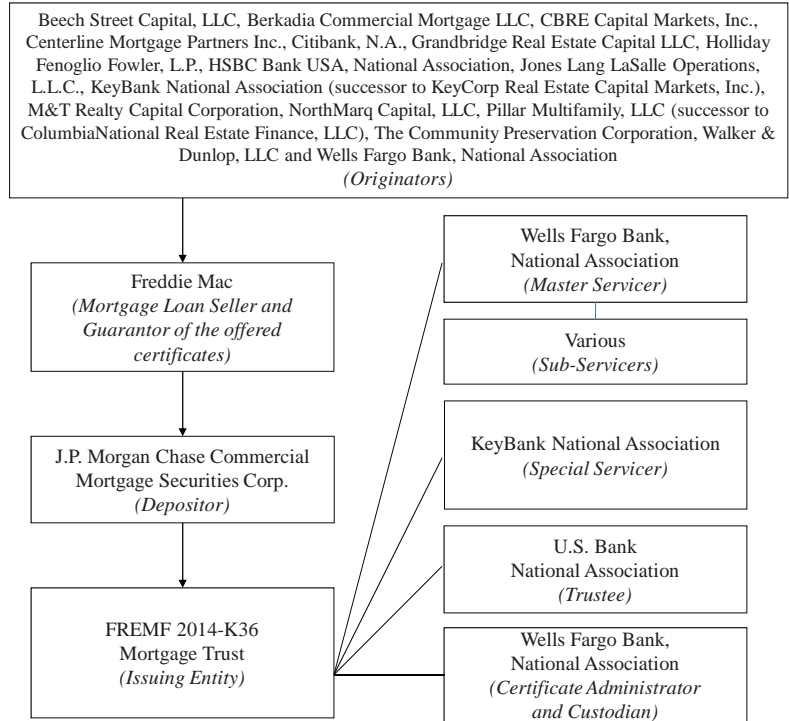 Beech Street Capital, LLC, Berkadia Commercial Mortgage LLC, CBRE Capital Markets, Inc.,
Centerline Mortgage Partners Inc., Citibank, N.A., Grandbridge Real Estate Capital LLC, Holliday
Fenoglio Fowler, L.P., HSBC Bank USA, National Association, Jones Lang LaSalle Operations,
L.L.C., KeyBank National Association (successor to KeyCorp Real Estate Capital Markets, Inc.),
M&T Realty Capital Corporation, NorthMarq Capital, LLC, Pillar Multifamily, LLC (successor to
ColumbiaNational Real Estate Finance, LLC), The Community Preservation Corporation, Walker &
Dunlop, LLC and Wells Fargo Bank, National Association
(Originators)
Freddie Mac
(Mortgage Loan Seller and
Guarantor of the offered
certificates)
J.P. Morgan Chase Commercial
Mortgage Securities Corp.
(Depositor)
FREMF 2014-K36
Mortgage Trust
(Issuing Entity)
Wells Fargo Bank,
National Association
(Master Servicer)
Various
(Sub-Servicers)
KeyBank National Association
(Special Servicer)
U.S. Bank
National Association
(Trustee)
Wells Fargo Bank,
National Association
(Certificate Administrator
and Custodian)